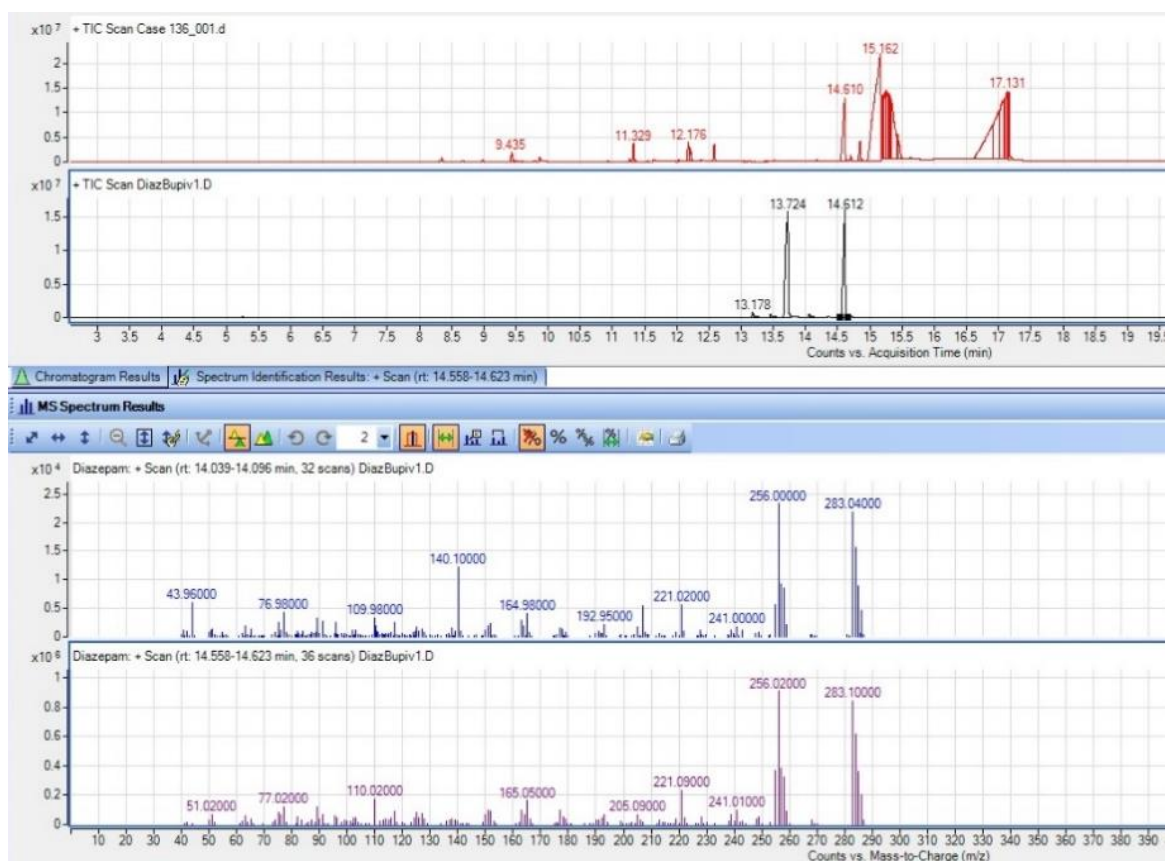 x10 7 + TIC Scan Case 136_001.d
2
1.5
1
0.5
0
9.435 11.329 12.176 14.610 15.162 17.131
x10 7 + TIC Scan DiazBupiv1.D
1.5
1
0.5
0
13.178 13.724 14.612
3 3.5 4 4.5 5 5.5 6 6.5 7 7.5 8 8.5 9 9.5 10 10.5 11 11.5 12 12.5 13 13.5 14 14.5 15 15.5 16 16.5 17 17.5 18 18.5 19 19.5
Counts vs. Acquisition Time (min)
Chromatogram Results Spectrum Identification Results: + Scan (rt: 14.558-14.623 min)
MS Spectrum Results
2 % %
x10 4 Diazepam: + Scan (rt: 14.039-14.096 min, 32 scans) DiazBupiv1.D
2.5
2
1.5
1
0.5
0
43.96000 76.98000 109.98000 140.10000 164.98000 192.95000 221.02000 241.00000 256.00000 283.04000
x10 6 Diazepam: + Scan (rt: 14.558-14.623 min, 36 scans) DiazBupiv1.D
1
0.8
0.6
0.4
0.2
0
51.02000 77.02000 110.02000 165.05000 205.09000 221.09000 241.01000 256.02000 283.10000
10 20 30 40 50 60 70 80 90 100 110 120 130 140 150 160 170 180 190 200 210 220 230 240 250 260 270 280 290 300 310 320 330 340 350 360 370 380 390
Counts vs. Mass-to-Charge (m/z)